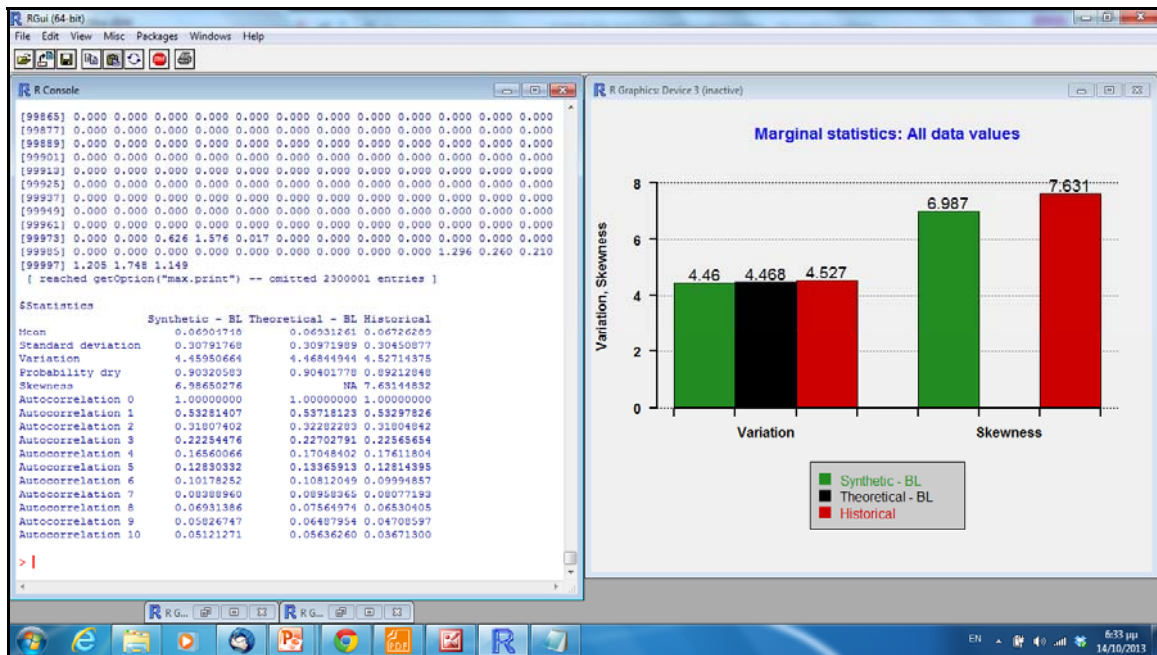 RGui (64-bit)
File Edit View Misc Packages Windows Help
R Console
[99865] 0.000 0.000 0.000 0.000 0.000 0.000 0.000 0.000 0.000 0.000 0.000 0.000
[99877] 0.000 0.000 0.000 0.000 0.000 0.000 0.000 0.000 0.000 0.000 0.000 0.000
[99889] 0.000 0.000 0.000 0.000 0.000 0.000 0.000 0.000 0.000 0.000 0.000 0.000
[99901] 0.000 0.000 0.000 0.000 0.000 0.000 0.000 0.000 0.000 0.000 0.000 0.000
[99913] 0.000 0.000 0.000 0.000 0.000 0.000 0.000 0.000 0.000 0.000 0.000 0.000
[99925] 0.000 0.000 0.000 0.000 0.000 0.000 0.000 0.000 0.000 0.000 0.000 0.000
[99937] 0.000 0.000 0.000 0.000 0.000 0.000 0.000 0.000 0.000 0.000 0.000 0.000
[99949] 0.000 0.000 0.000 0.000 0.000 0.000 0.000 0.000 0.000 0.000 0.000 0.000
[99961] 0.000 0.000 0.000 0.000 0.000 0.000 0.000 0.000 0.000 0.000 0.000 0.000
[99973] 0.000 0.000 0.626 1.576 0.017 0.000 0.000 0.000 0.000 0.000 0.000 0.000
[99985] 0.000 0.000 0.000 0.000 0.000 0.000 0.000 0.000 0.000 1.296 0.260 0.210
[99997] 1.205 1.748 1.149
[ reached getOption("max.print") -- omitted 2300001 entries ]
$Statistics
Synthetic - BL Theoretical - BL Historical
Mean 0.06904748 0.06931261 0.06726289
Standard deviation 0.30791768 0.30971989 0.30450877
Variation 4.45950664 4.46844944 4.52714375
Probability dry 0.90320583 0.90401778 0.89212848
Skewness 6.98650276 NA 7.63144832
Autocorrelation 0 1.00000000 1.00000000 1.00000000
Autocorrelation 1 0.53281407 0.53718123 0.53297826
Autocorrelation 2 0.31807402 0.32282283 0.31804842
Autocorrelation 3 0.22254476 0.22702791 0.22565654
Autocorrelation 4 0.16560066 0.17048402 0.17611804
Autocorrelation 5 0.12830332 0.13365913 0.12814395
Autocorrelation 6 0.10178252 0.10812049 0.09994857
Autocorrelation 7 0.08388960 0.08958365 0.08077193
Autocorrelation 8 0.06931386 0.07564974 0.06530405
Autocorrelation 9 0.05826747 0.06487954 0.04708597
Autocorrelation 10 0.05121271 0.05636260 0.03671300
>
R Graphics: Device 3 (inactive)
Marginal statistics: All data values
Variation, Skewness
8
6
4
2
0
4.46
4.468
4.527
6.987
7.631
Variation
Skewness
Synthetic - BL
Theoretical - BL
Historical
R G...
R G...
EN
6:33 μμ
14/10/2013